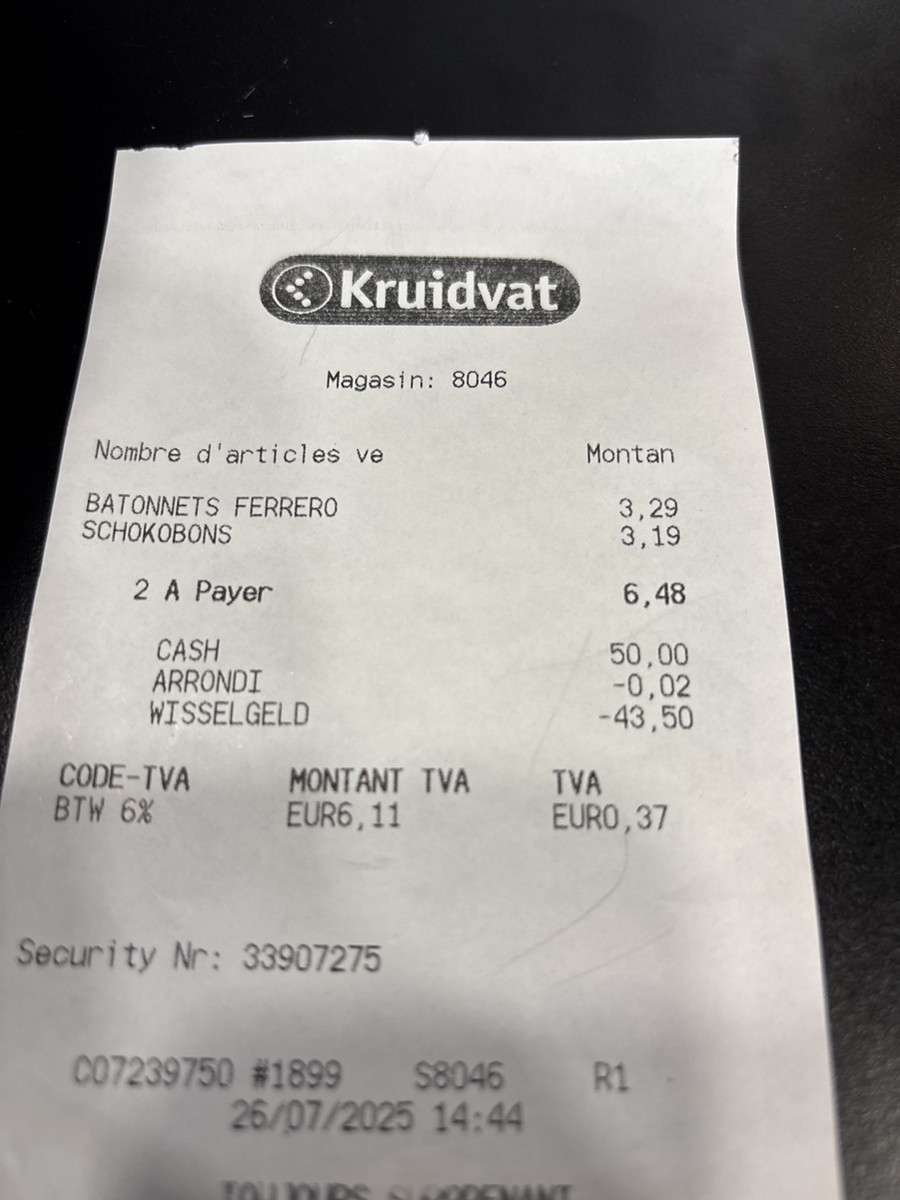 Kruidvat
Magasin: 8046
Nombre d'articles ve Montan
BATONNETS FERRERO 3,29
SCHOKOBONS 3,19
2 A Payer 6,48
CASH 50,00
ARRONDI -0,02
WISSELGELD -43,50
CODE-TVA MONTANT TVA TVA
BTW 6% EUR6,11 EUR0,37
Security Nr: 33907275
C07239750 #1899 S8046 R1
26/07/2025 14:44
TOUJOURS